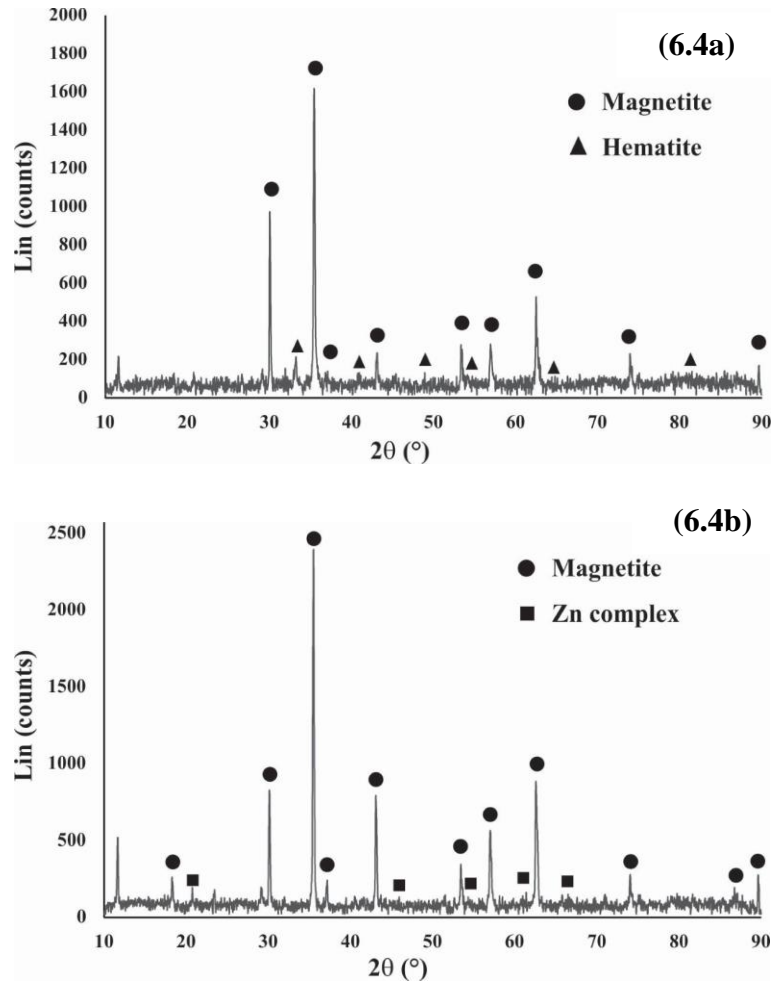 2000
(6.4a)
1800
● Magnetite
1600
▲ Hematite
1400
1200
1000
800
600
400
200
0
Lin (counts)
10 20 30 40 50 60 70 80 90
2θ (°)
(6.4b)
2500
● Magnetite
2000
■ Zn complex
1500
1000
500
0
Lin (counts)
10 20 30 40 50 60 70 80 90
2θ (°)